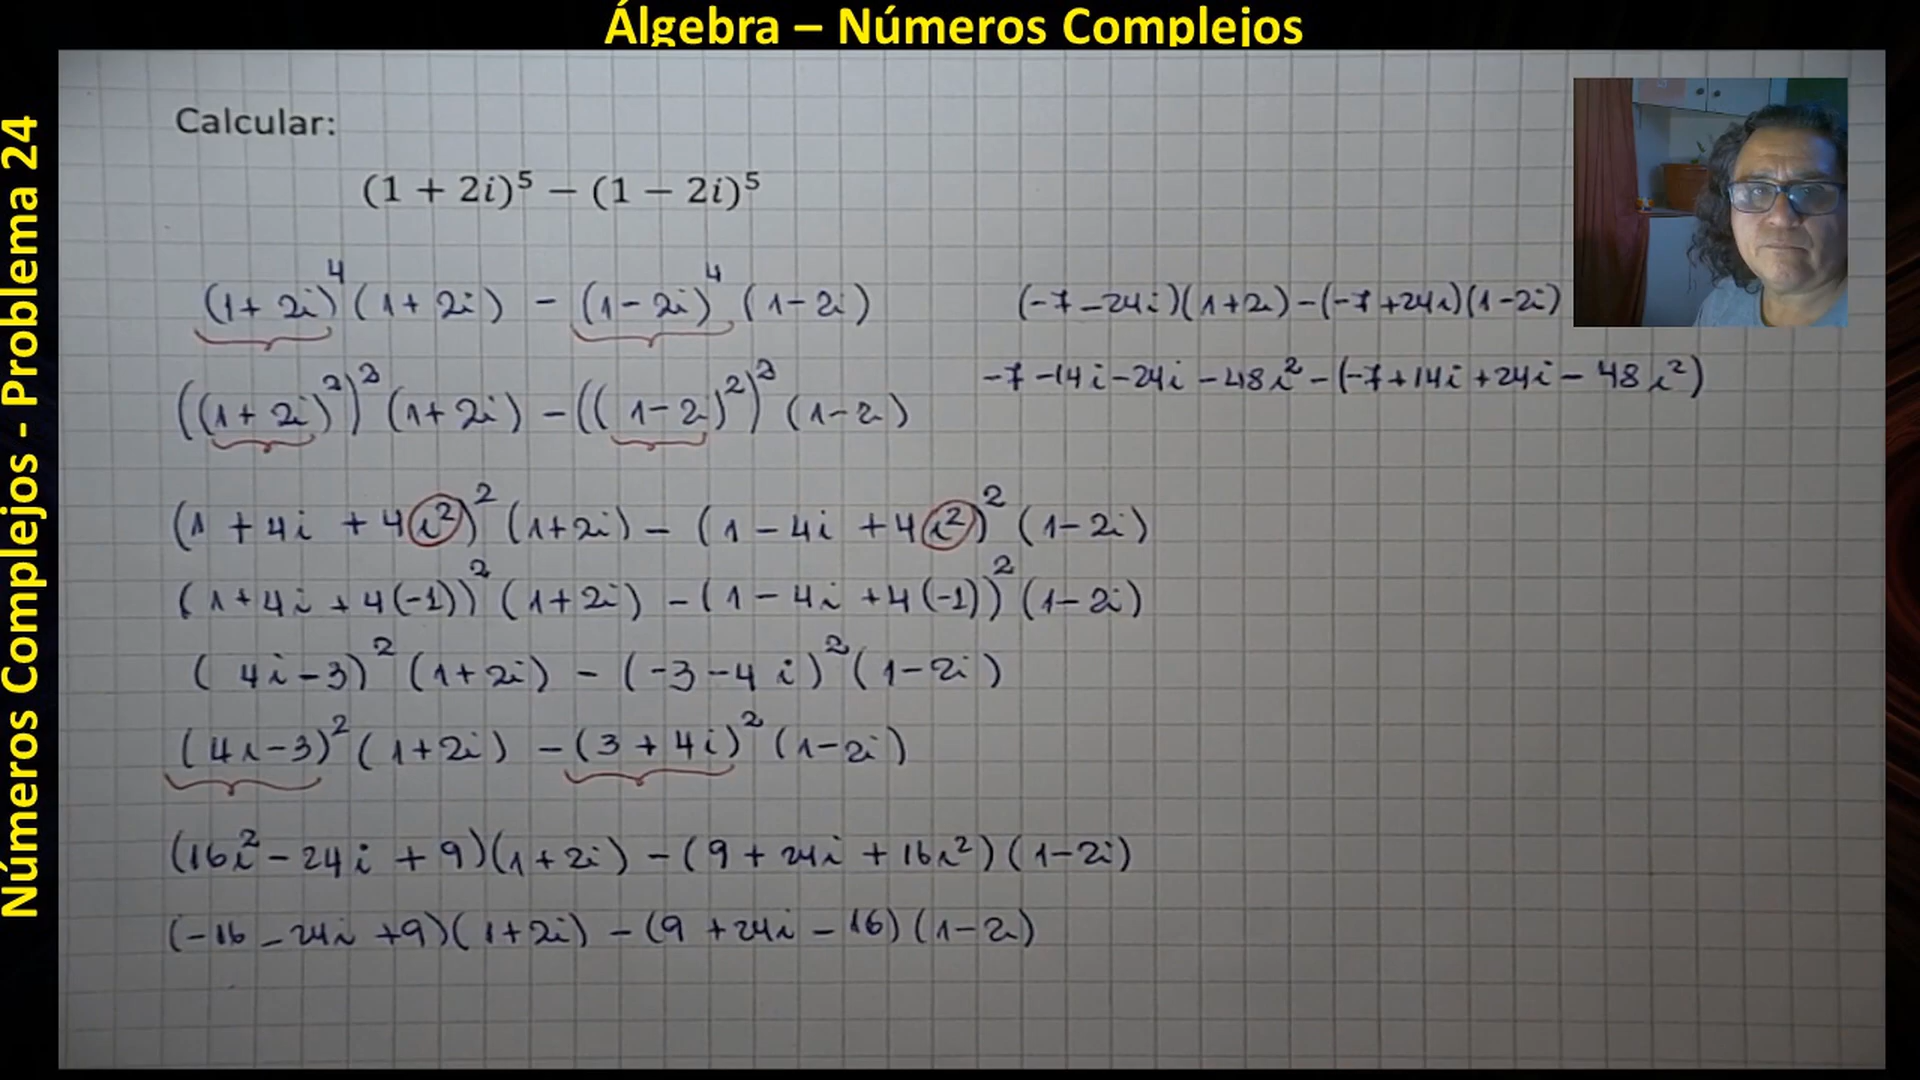 Álgebra – Números Complejos
Números Complejos - Problema 24
Calcular:
(1 + 2i)⁵ − (1 − 2i)⁵
(1+ 2i)⁴(1+2i) − (1−2i)⁴(1−2i)
((1+2i)²)²(1+2i) − ((1−2i)²)²(1−2i)
(1 + 4i + 4i²)²(1+2i) − (1 − 4i + 4i²)²(1−2i)
(1+4i+4(-1))²(1+2i) − (1 − 4i +4(-1))²(1−2i)
(4i−3)²(1+2i) − (-3−4i)²(1−2i)
(4i−3)²(1+2i) − (3+4i)²(1−2i)
(16i²− 24i + 9)(1+2i) − (9 + 24i + 16i²)(1−2i)
(−16 − 24i +9)(1+2i) − (9 +24i − 16)(1−2i)
(−7−24i)(1+2i)−(−7+24i)(1−2i)
−7−14i−24i−48i²−(−7+14i+24i−48i²)